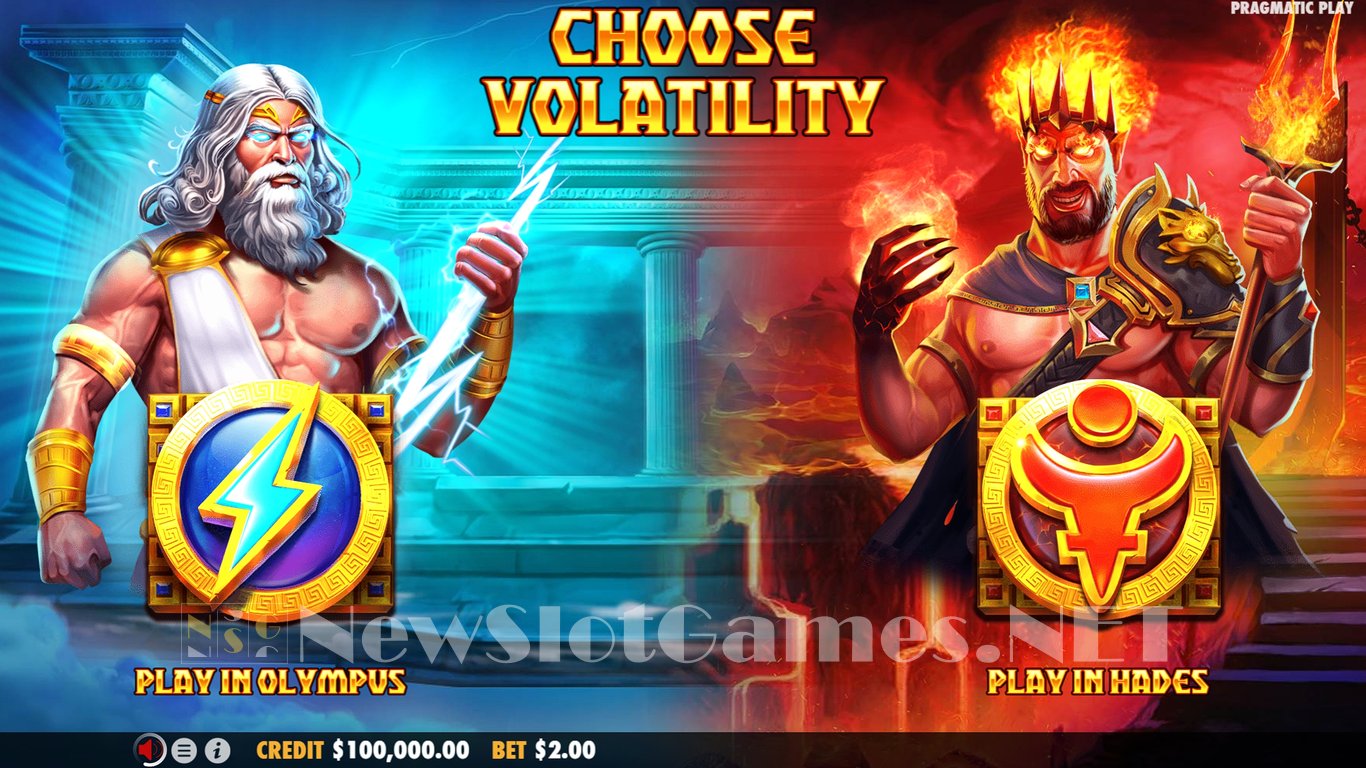 PRAGMATIC PLAY
CHOOSE
VOLATILITY
NSG NewSlotGames.NET
PLAY IN OLYMPUS
PLAY IN HADES
CREDIT $100,000.00 BET $2.00